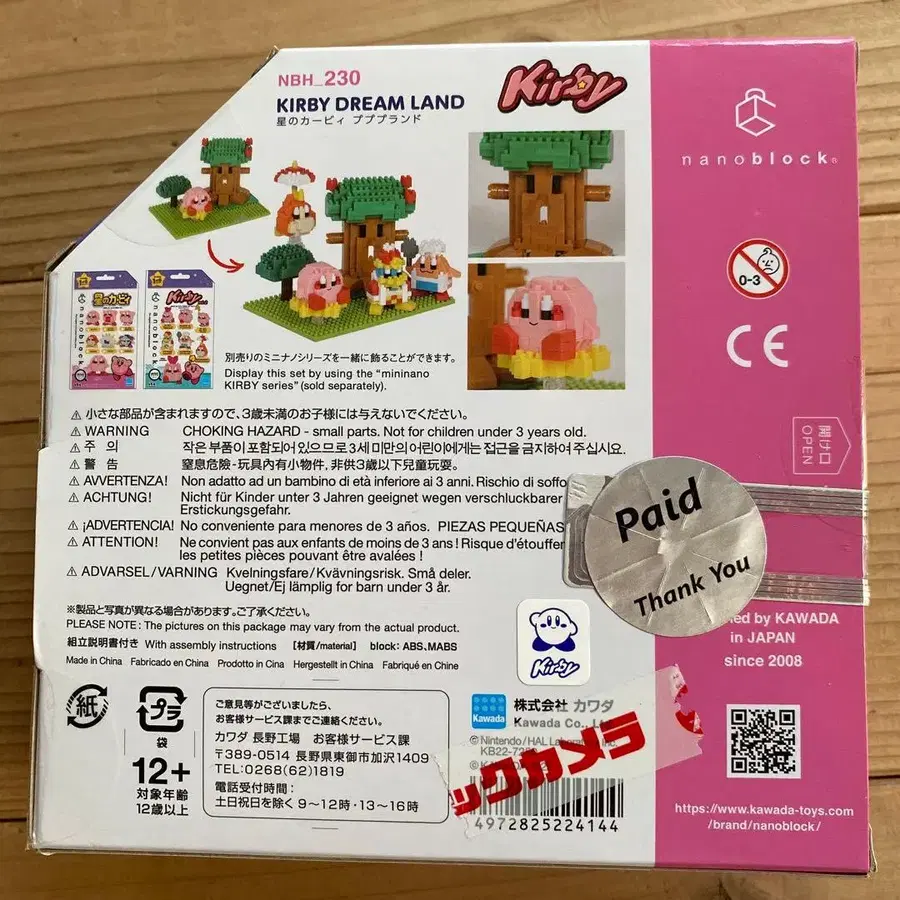 NBH_230
KIRBY DREAM LAND
星のカービィ プププランド
Kirby
nanoblock®
0-3
CE
星のカービィ
nanoblock
Kirby
nanoblock
別売りのミニナノシリーズを一緒に飾ることができます。
Display this set by using the “mininano
KIRBY series” (sold separately).
小さな部品が含まれますので、3歳未満のお子様には与えないでください。
WARNING CHOKING HAZARD - small parts. Not for children under 3 years old.
주 의 작은 부품이 포함되어 있으므로 3세 미만의 어린이에게는 접근을 금지하여 주십시오.
警 告 窒息危險-玩具內有小物件, 非供3歲以下兒童玩耍。
AVVERTENZA! Non adatto ad un bambino di età inferiore ai 3 anni. Rischio di soffo
ACHTUNG! Nicht für Kinder unter 3 Jahren geeignet wegen verschluckbarer
Erstickungsgefahr.
¡ADVERTENCIA! No conveniente para menores de 3 años. PIEZAS PEQUEÑAS
ATTENTION! Ne convient pas aux enfants de moins de 3 ans! Risque d'étouffer
les petites pièces pouvant être avalées!
ADVARSEL/VARNING Kvelningsfare/Kvävningsrisk. Små deler.
Uegnet/Ej lämplig for barn under 3 år.
開け口
OPEN
Paid
Thank You
※製品と写真が異なる場合があります。ご了承ください。
PLEASE NOTE: The pictures on this package may vary from the actual product.
組立説明書付き With assembly instructions 【材質/material】 block: ABS、MABS
Made in China Fabricado en China Prodotto in Cina Hergestellt in China Fabriqué en Chine
Kirby
ned by KAWADA
in JAPAN
since 2008
紙
プラ
袋
12+
対象年齢
12歳以上
ご意見等がございましたら、
お客様サービス課までご連絡ください。
カワダ 長野工場 お客様サービス課
〒389-0514 長野県東御市加沢1409
TEL:0268(62)1819
電話受付時間:
土日祝日を除く 9〜12時・13〜16時
Kawada
株式会社 カワダ
Kawada Co., L
©Nintendo/HAL Labora
KB22-7
ックカメラ
4972825224144
https://www.kawada-toys.com
/brand/nanoblock/